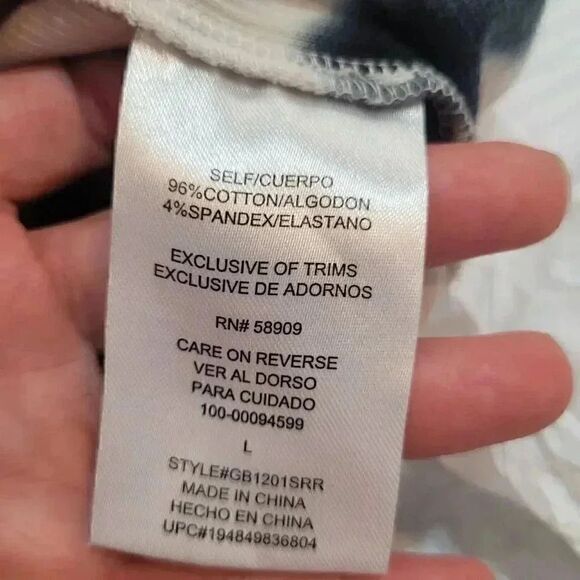 SELF/CUERPO
96%COTTON/ALGODON
4%SPANDEX/ELASTANO
EXCLUSIVE OF TRIMS
EXCLUSIVE DE ADORNOS
RN# 58909
CARE ON REVERSE
VER AL DORSO
PARA CUIDADO
100-00094599
L
STYLE#GB1201SRR
MADE IN CHINA
HECHO EN CHINA
UPC#194849836804